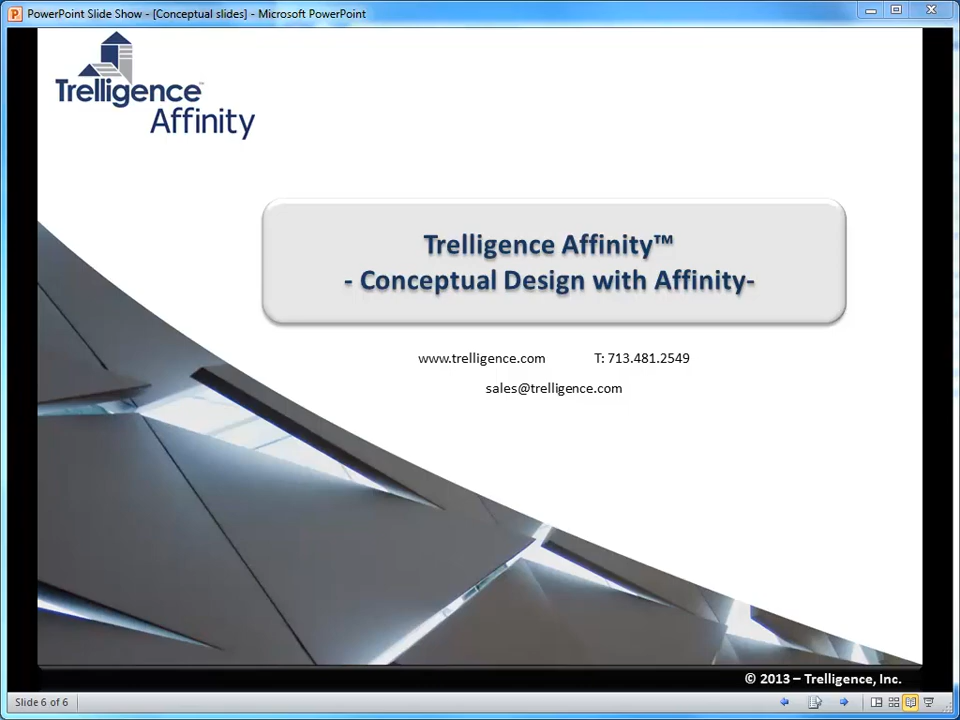 PowerPoint Slide Show - [Conceptual slides] - Microsoft PowerPoint
Trelligence™
Affinity
Trelligence Affinity™
- Conceptual Design with Affinity-
www.trelligence.com T: 713.481.2549
sales@trelligence.com
© 2013 – Trelligence, Inc.
Slide 6 of 6